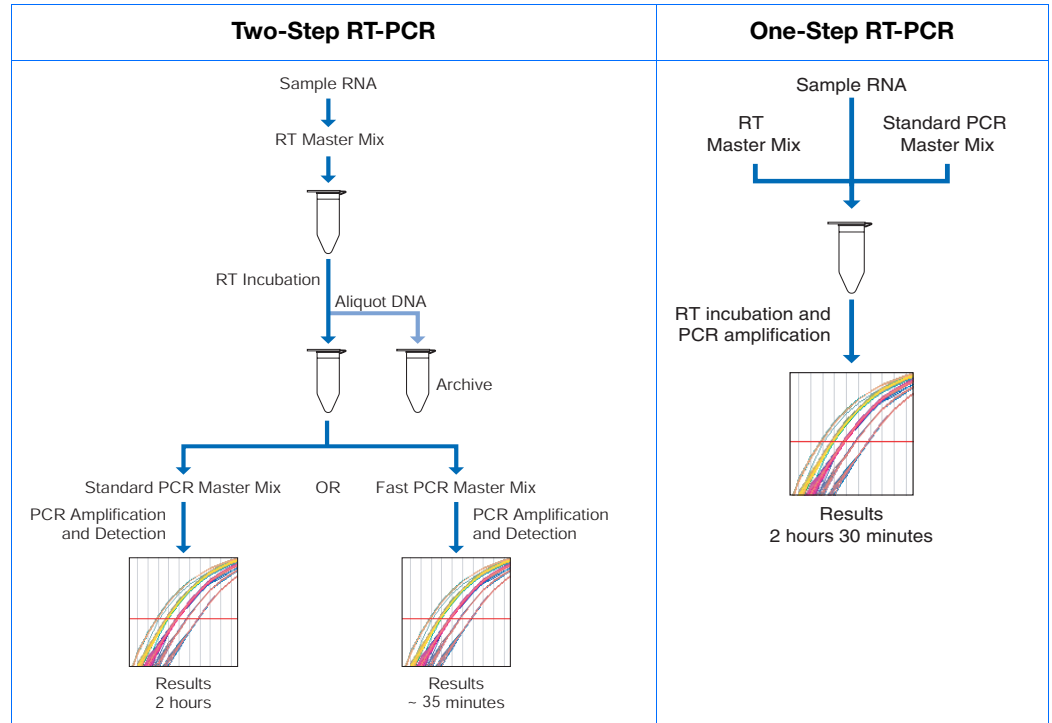 Two-Step RT-PCR
Sample RNA
RT Master Mix
RT Incubation
Aliquot DNA
Archive
Standard PCR Master Mix
OR
Fast PCR Master Mix
PCR Amplification
and Detection
PCR Amplification
and Detection
Results
2 hours
Results
~ 35 minutes
One-Step RT-PCR
Sample RNA
RT
Master Mix
Standard PCR
Master Mix
RT incubation and
PCR amplification
Results
2 hours 30 minutes